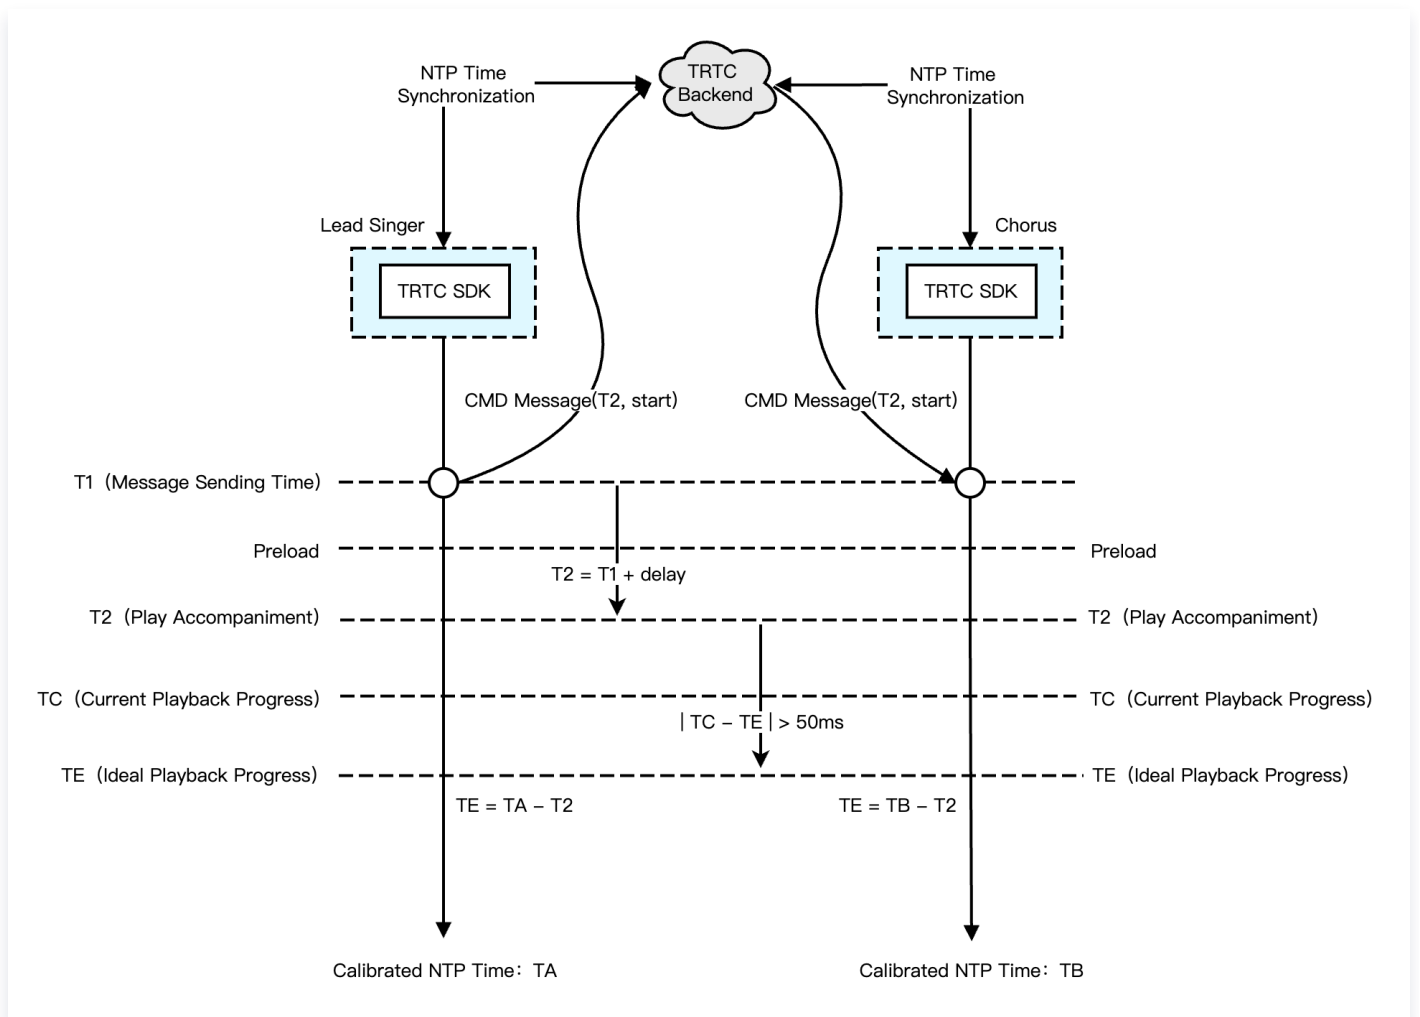 NTP Time
Synchronization
TRTC
Backend
NTP Time
Synchronization
Lead Singer
Chorus
TRTC SDK
TRTC SDK
CMD Message(T2, start)
CMD Message(T2, start)
T1（Message Sending Time)
Preload
Preload
T2 = T1 + delay
T2（Play Accompaniment)
T2（Play Accompaniment)
TC（Current Playback Progress)
TC（Current Playback Progress)
| TC – TE | > 50ms
TE（Ideal Playback Progress)
TE（Ideal Playback Progress)
TE = TA – T2
TE = TB – T2
Calibrated NTP Time：TA
Calibrated NTP Time：TB